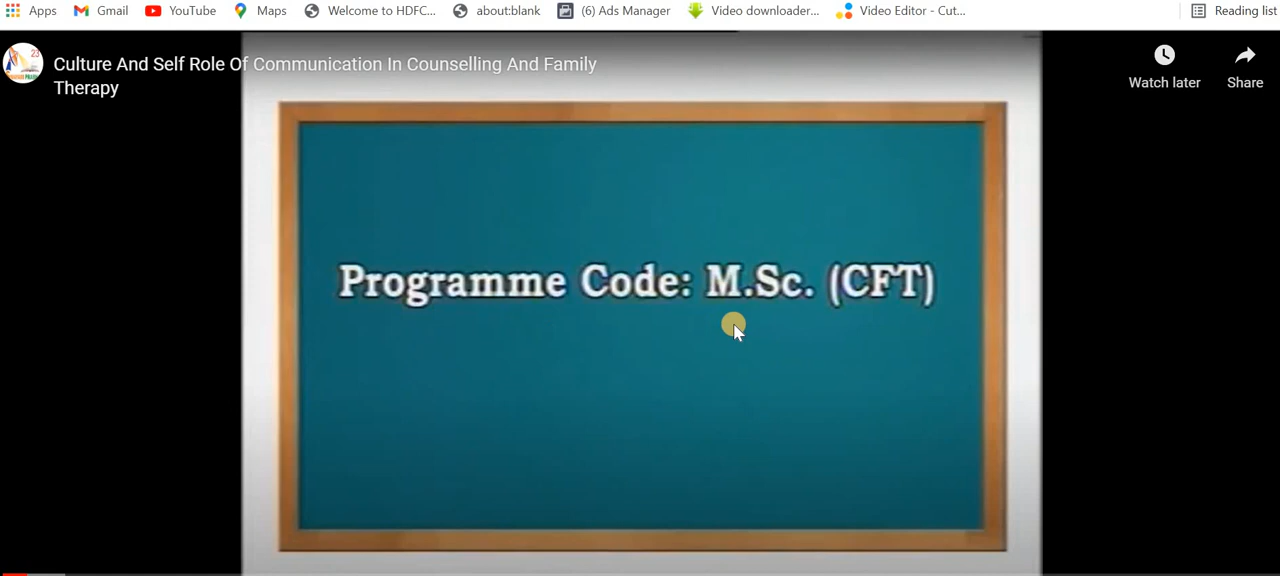 Apps Gmail YouTube Maps Welcome to HDFC... about:blank (6) Ads Manager Video downloader... Video Editor - Cut... Reading list
23
Culture And Self Role Of Communication In Counselling And Family
Therapy
Watch later Share
Programme Code: M.Sc. (CFT)